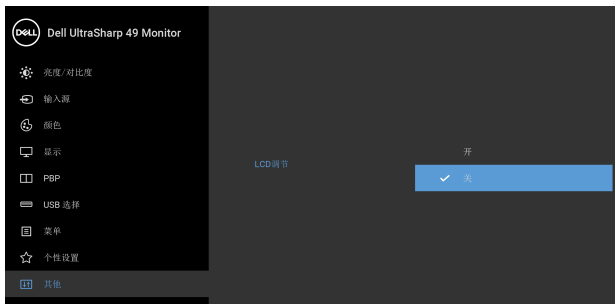 DELL Dell UltraSharp 49 Monitor
亮度/对比度
输入源
颜色
显示
PBP
USB 选择
菜单
个性设置
其他
LCD调节
开
关